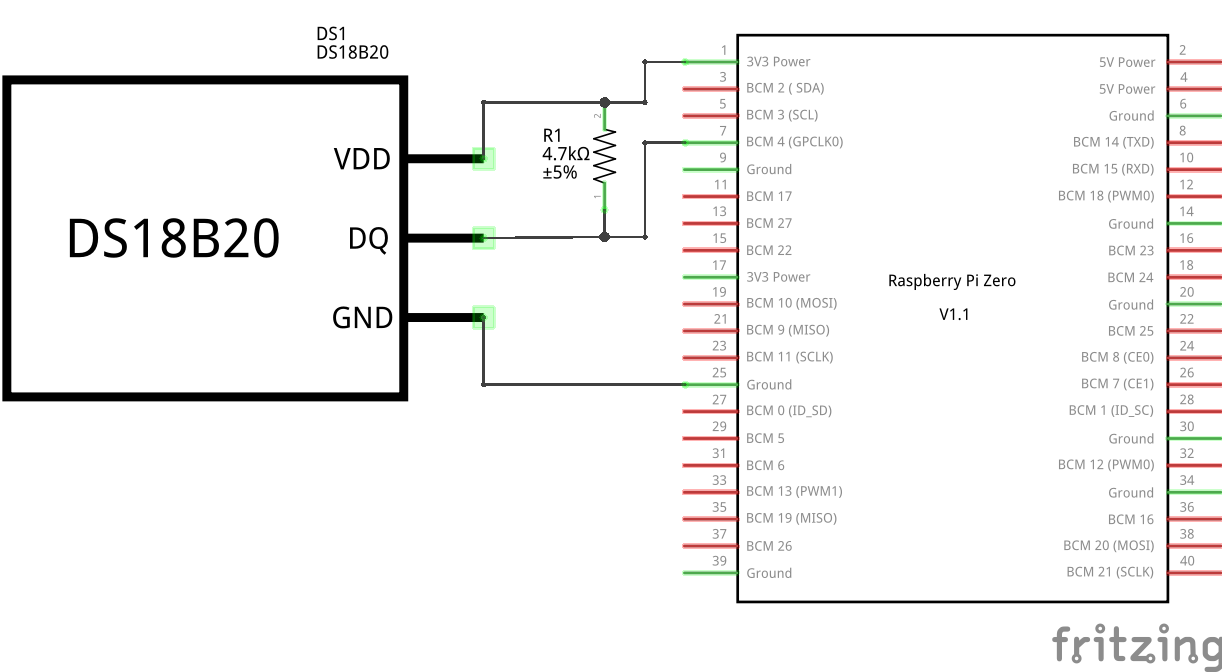 DS1
DS18B20
VDD
DS18B20
DQ
GND
R1
4.7kΩ
±5%
2
1
1
3V3 Power
3
BCM 2 ( SDA)
5
BCM 3 (SCL)
7
BCM 4 (GPCLK0)
9
Ground
11
BCM 17
13
BCM 27
15
BCM 22
17
3V3 Power
19
BCM 10 (MOSI)
21
BCM 9 (MISO)
23
BCM 11 (SCLK)
25
Ground
27
BCM 0 (ID_SD)
29
BCM 5
31
BCM 6
33
BCM 13 (PWM1)
35
BCM 19 (MISO)
37
BCM 26
39
Ground
Raspberry Pi Zero
V1.1
2
5V Power
4
5V Power
6
Ground
8
BCM 14 (TXD)
10
BCM 15 (RXD)
12
BCM 18 (PWM0)
14
Ground
16
BCM 23
18
BCM 24
20
Ground
22
BCM 25
24
BCM 8 (CE0)
26
BCM 7 (CE1)
28
BCM 1 (ID_SC)
30
Ground
32
BCM 12 (PWM0)
34
Ground
36
BCM 16
38
BCM 20 (MOSI)
40
BCM 21 (SCLK)
fritzing